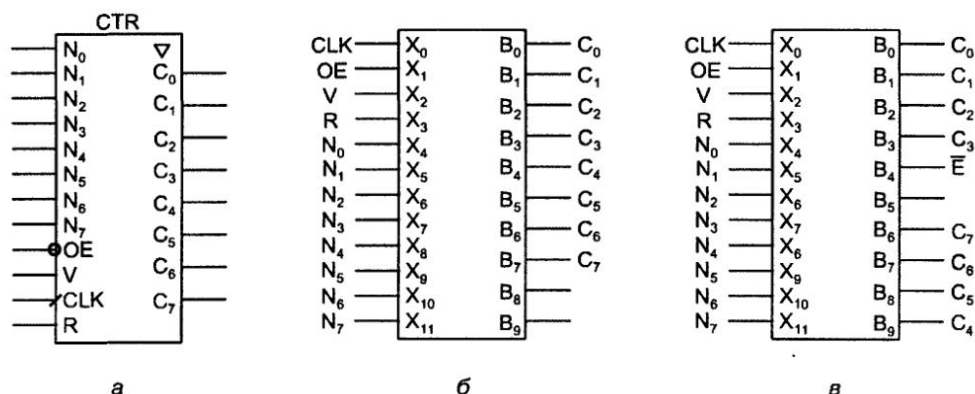 CTR
N₀
N₁
N₂
N₃
N₄
N₅
N₆
N₇
OE
V
CLK
R
C₀
C₁
C₂
C₃
C₄
C₅
C₆
C₇
а
CLK X₀ B₀ C₀
OE X₁ B₁ C₁
V X₂ B₂ C₂
R X₃ B₃ C₃
N₀ X₄ B₄ C₄
N₁ X₅ B₅ C₅
N₂ X₆ B₆ C₆
N₃ X₇ B₇ C₇
N₄ X₈ B₈
N₅ X₉ B₉
N₆ X₁₀
N₇ X₁₁
б
CLK X₀ B₀ C₀
OE X₁ B₁ C₁
V X₂ B₂ C₂
R X₃ B₃ C₃
N₀ X₄ B₄ E̅
N₁ X₅ B₅
N₂ X₆ B₆ C₇
N₃ X₇ B₇ C₆
N₄ X₆ B₈ C₅
N₅ X₉ B₉ C₄
N₆ X₁₀
N₇ X₁₁
в